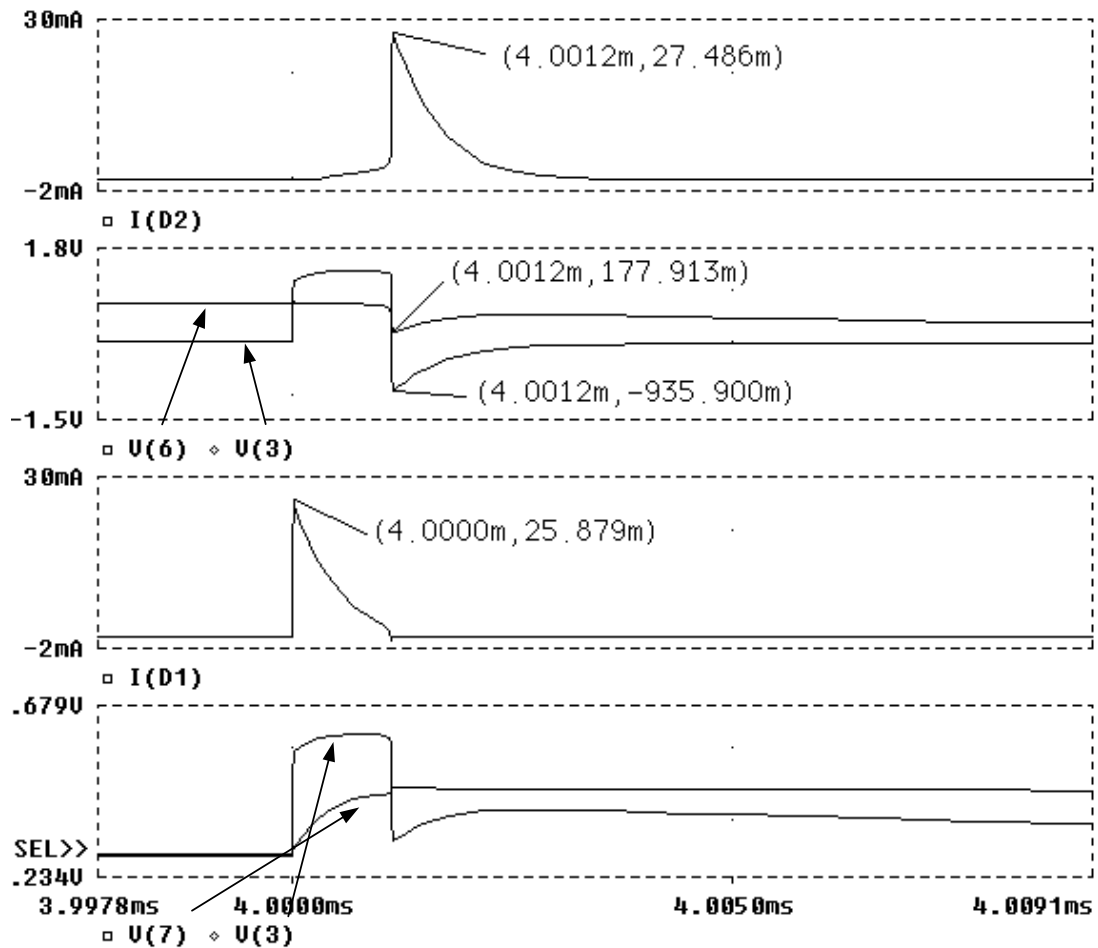 30mA
(4.0012m,27.486m)
-2mA
I(D2)
1.8V
(4.0012m,177.913m)
(4.0012m,-935.900m)
-1.5V
V(6) V(3)
30mA
(4.0000m,25.879m)
-2mA
I(D1)
.679V
SEL>>
.234V
3.9978ms 4.0000ms 4.0050ms 4.0091ms
V(7) V(3)